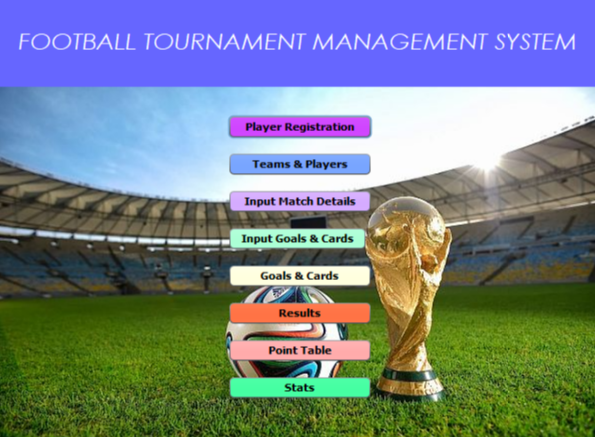 FOOTBALL TOURNAMENT MANAGEMENT SYSTEM
Player Registration
Teams & Players
Input Match Details
Input Goals & Cards
Goals & Cards
Results
Point Table
Stats